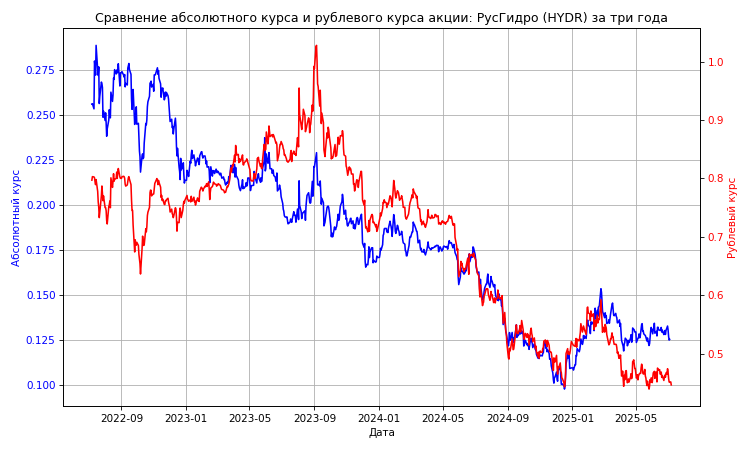 Сравнение абсолютного курса и рублевого курса акции: РусГидро (HYDR) за три года
Абсолютный курс
0.275
0.250
0.225
0.200
0.175
0.150
0.125
0.100
1.0
0.9
0.8
0.7
0.6
0.5
Рублевый курс
2022-09 2023-01 2023-05 2023-09 2024-01 2024-05 2024-09 2025-01 2025-05
Дата